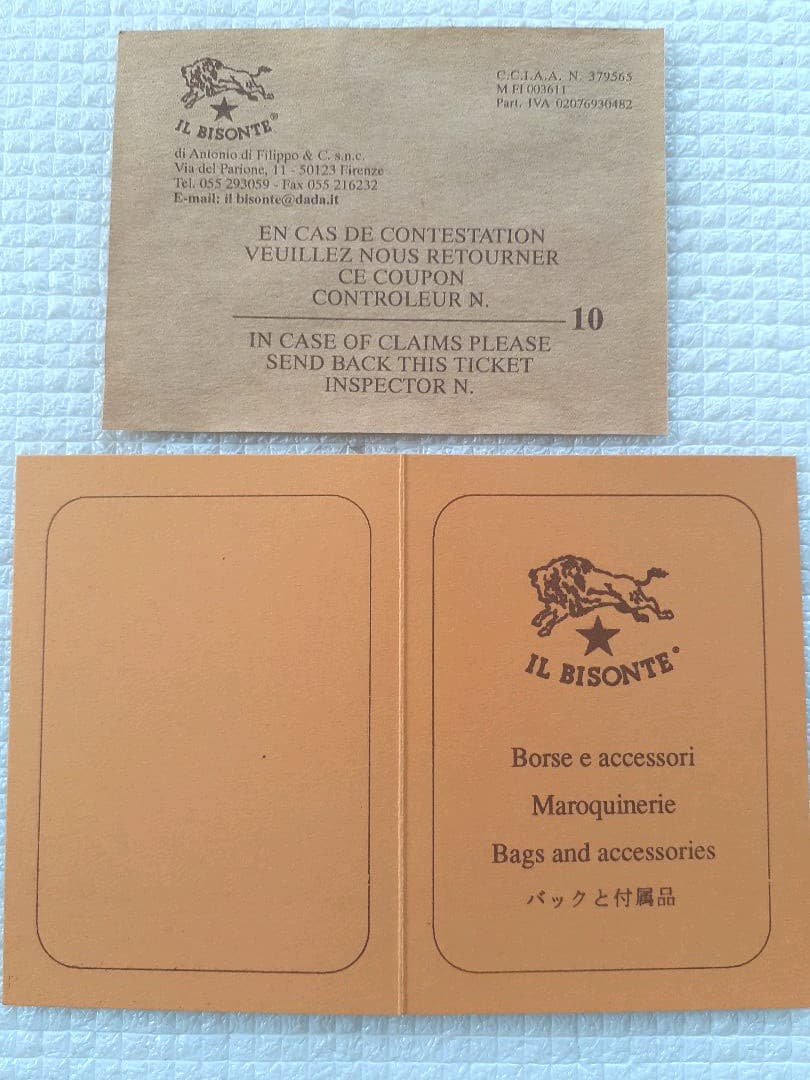 IL BISONTE®
di Antonio di Filippo & C. s.n.c.
Via del Parione, 11 - 50123 Firenze
Tel. 055 293059 - Fax 055 216232
E-mail: il bisonte@dada.it
C.C.I.A.A. N. 379565
M FI 003611
Part. IVA 02076930482
EN CAS DE CONTESTATION
VEUILLEZ NOUS RETOURNER
CE COUPON
CONTROLEUR N.
10
IN CASE OF CLAIMS PLEASE
SEND BACK THIS TICKET
INSPECTOR N.
IL BISONTE®
Borse e accessori
Maroquinerie
Bags and accessories
バックと付属品